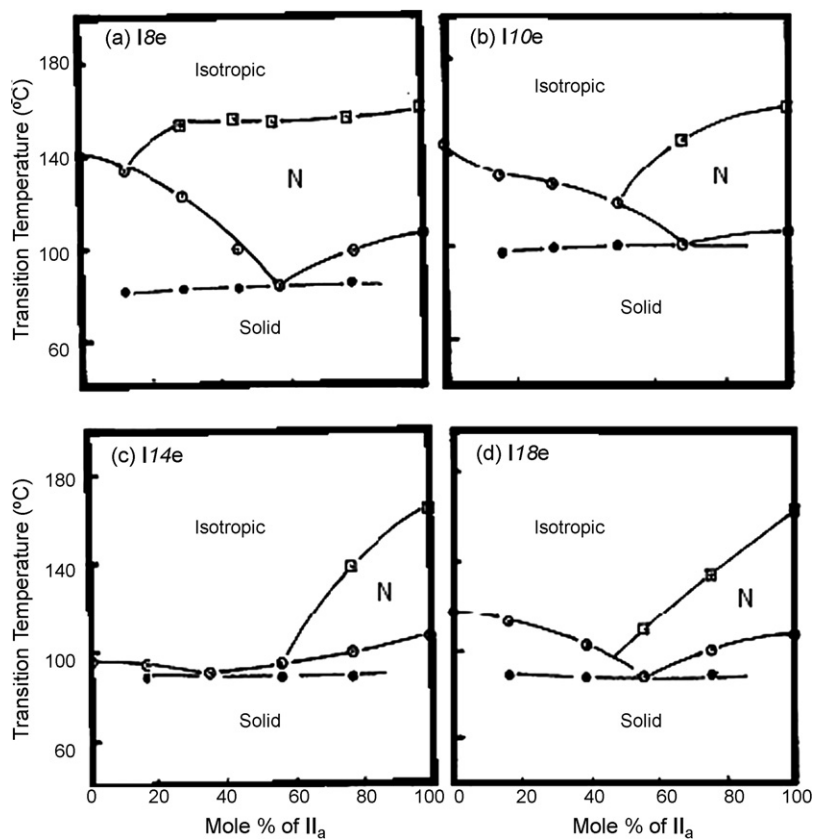 (a) I8e
(b) I10e
180
Isotropic
Isotropic
140
N
N
100
Solid
Solid
60
Transition Temperature (ºC)
(c) I14e
(d) I18e
180
Isotropic
Isotropic
140
N
N
100
Solid
Solid
60
Transition Temperature (ºC)
0 20 40 60 80 100
0 20 40 60 80 100
Mole % of IIa
Mole % of IIa